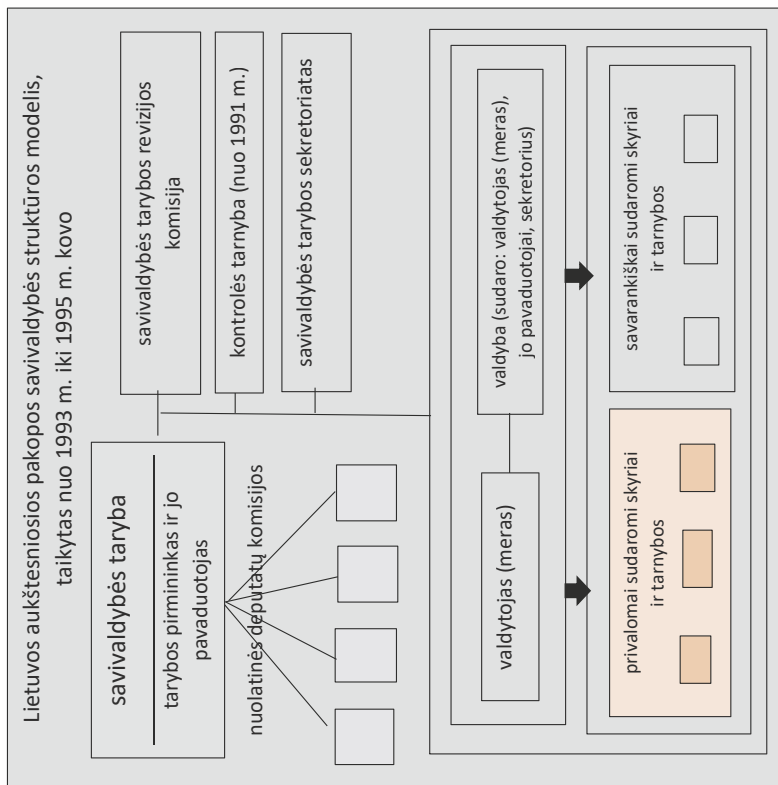 Lietuvos aukštesniosios pakopos savivaldybės struktūros modelis,
taikytas nuo 1993 m. iki 1995 m. kovo
savivaldybės taryba
tarybos pirmininkas ir jo
pavaduotojas
nuolatinės deputatų komisijos
savivaldybės tarybos revizijos
komisija
kontrolės tarnyba (nuo 1991 m.)
savivaldybės tarybos sekretoriatas
valdytojas (meras)
valdyba (sudaro: valdytojas (meras),
jo pavaduotojai, sekretorius)
privalomai sudaromi skyriai
ir tarnybos
savarankiškai sudaromi skyriai
ir tarnybos